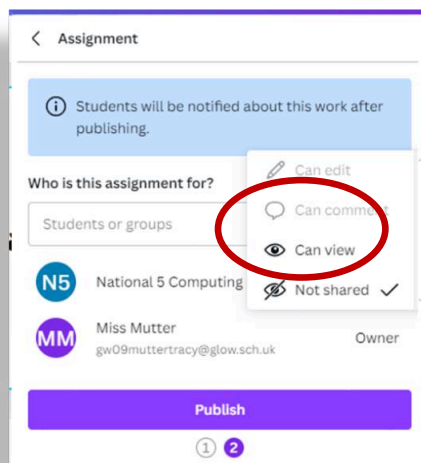 Assignment
Students will be notified about this work after
publishing.
Who is this assignment for?
Students or groups
Can edit
Can comment
Can view
Not shared
N5
National 5 Computing
MM
Miss Mutter
gw09muttertracy@glow.sch.uk
Owner
Publish
1 2